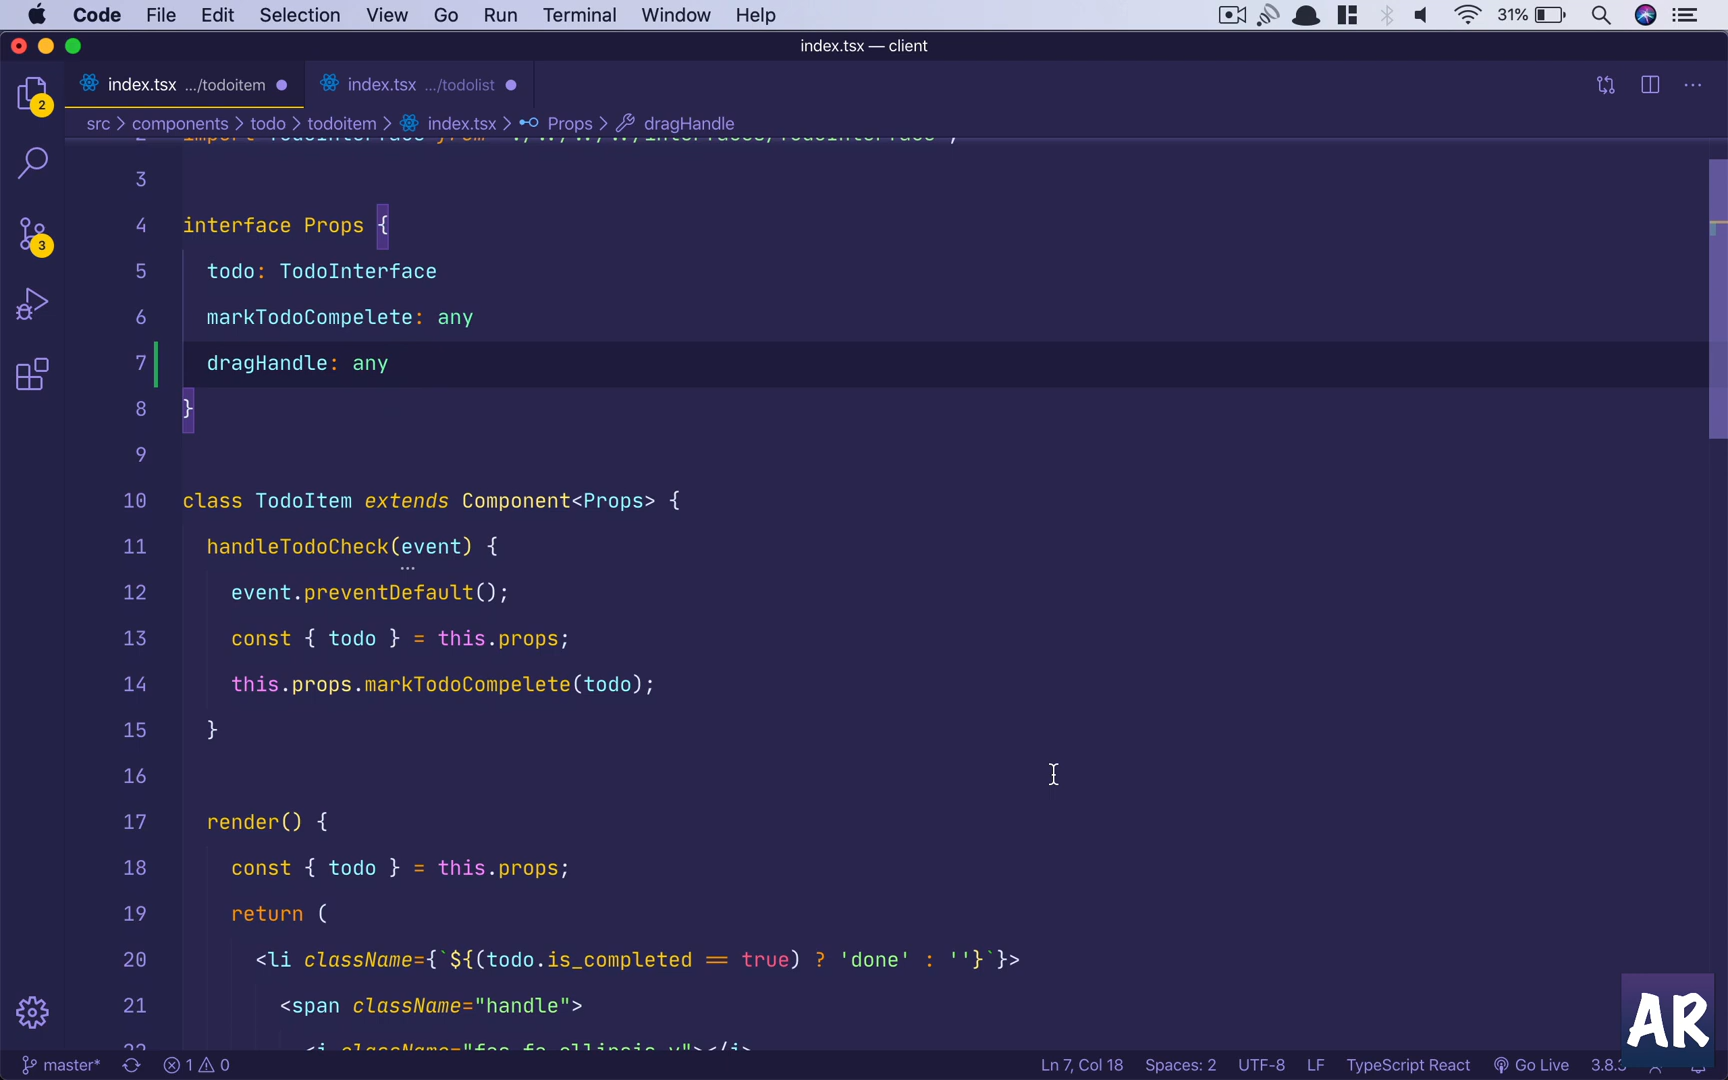 Code File Edit Selection View Go Run Terminal Window Help 31%
index.tsx — client
index.tsx .../todoitem index.tsx .../todolist
2
src > components > todo > todoitem > index.tsx > Props > dragHandle
3
4 interface Props {
5 todo: TodoInterface
6 markTodoCompelete: any
7 dragHandle: any
8 }
9
10 class TodoItem extends Component<Props> {
11 handleTodoCheck(event) {
12 event.preventDefault();
13 const { todo } = this.props;
14 this.props.markTodoCompelete(todo);
15 }
16
17 render() {
18 const { todo } = this.props;
19 return (
20 <li className={`${(todo.is_completed == true) ? 'done' : ''}`}>
21 <span className="handle">
3
AR
master* 1 0 Ln 7, Col 18 Spaces: 2 UTF-8 LF TypeScript React Go Live